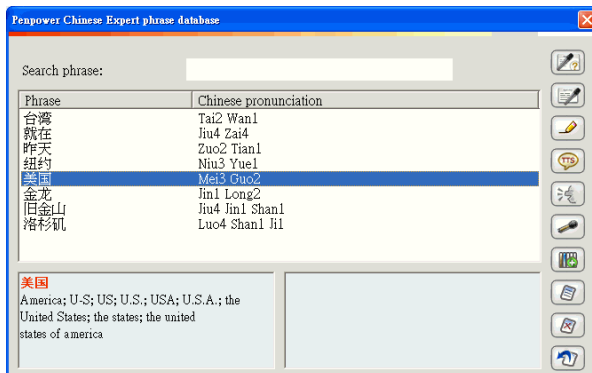 Penpower Chinese Expert phrase database
Search phrase:
Phrase Chinese pronunciation
台湾 Tai2 Wan1
就在 Jiu4 Zai4
昨天 Zuo2 Tian1
纽约 Niu3 Yue1
美国 Mei3 Guo2
金龙 Jin1 Long2
旧金山 Jiu4 Jin1 Shan1
洛杉矶 Luo4 Shan1 Ji1
TTS
美国
America; U-S; US; U.S.; USA; U.S.A.; the
United States; the states; the united
states of america